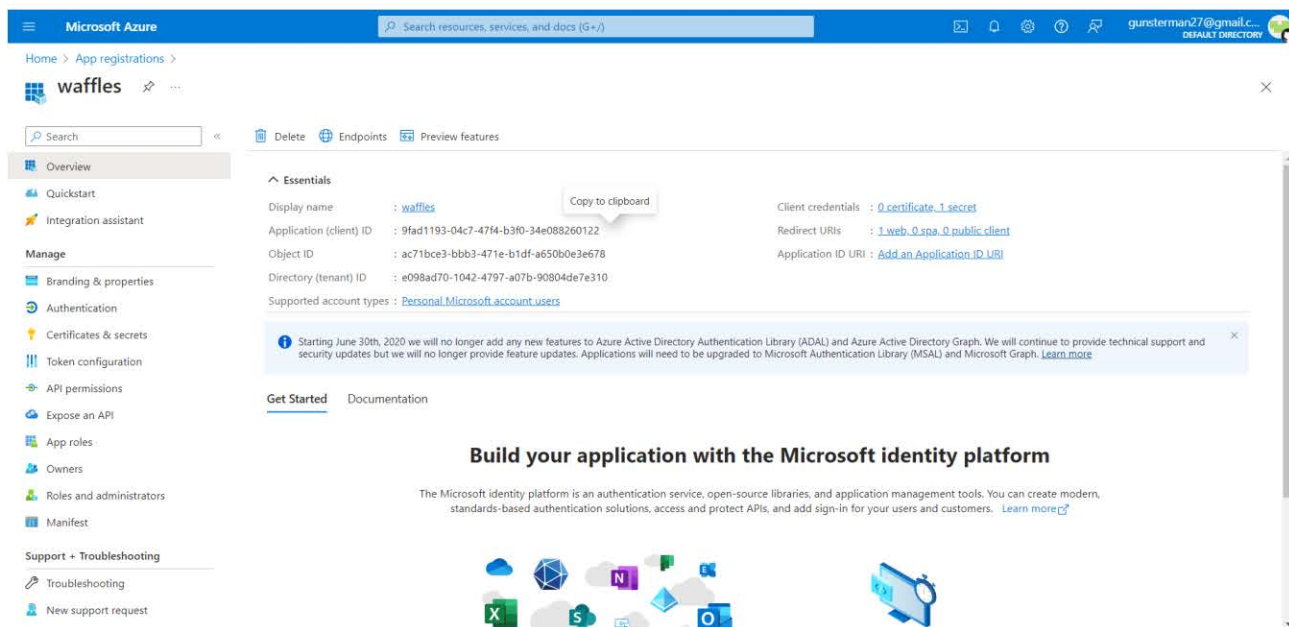 Microsoft Azure
Search resources, services, and docs (G+/)
gunsterman27@gmail.c...
DEFAULT DIRECTORY
Home > App registrations >
waffles
Search
«
Delete
Endpoints
Preview features
Overview
Quickstart
Integration assistant
Manage
Branding & properties
Authentication
Certificates & secrets
Token configuration
API permissions
Expose an API
App roles
Owners
Roles and administrators
Manifest
Support + Troubleshooting
Troubleshooting
New support request
Essentials
Copy to clipboard
Display name : waffles
Application (client) ID : 9fad1193-04c7-47f4-b3f0-34e088260122
Object ID : ac71bce3-bbb3-471e-b1df-a650b0e3e678
Directory (tenant) ID : e098ad70-1042-4797-a07b-90804de7e310
Supported account types : Personal Microsoft account users
Client credentials : 0 certificate, 1 secret
Redirect URIs : 1 web, 0 spa, 0 public client
Application ID URI : Add an Application ID URI
Starting June 30th, 2020 we will no longer add any new features to Azure Active Directory Authentication Library (ADAL) and Azure Active Directory Graph. We will continue to provide technical support and
security updates but we will no longer provide feature updates. Applications will need to be upgraded to Microsoft Authentication Library (MSAL) and Microsoft Graph. Learn more
Get Started
Documentation
Build your application with the Microsoft identity platform
The Microsoft identity platform is an authentication service, open-source libraries, and application management tools. You can create modern,
standards-based authentication solutions, access and protect APIs, and add sign-in for your users and customers. Learn more
N
E
X
S
O